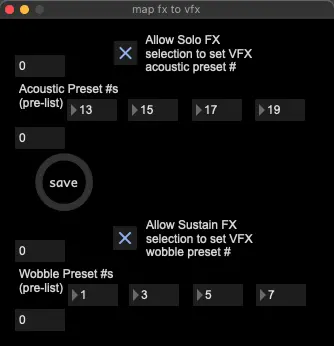 map fx to vfx
Allow Solo FX
selection to set VFX
acoustic preset #
0
Acoustic Preset #s
(pre-list)
13 15 17 19
0
save
Allow Sustain FX
selection to set VFX
wobble preset #
0
Wobble Preset #s
(pre-list)
1 3 5 7
0